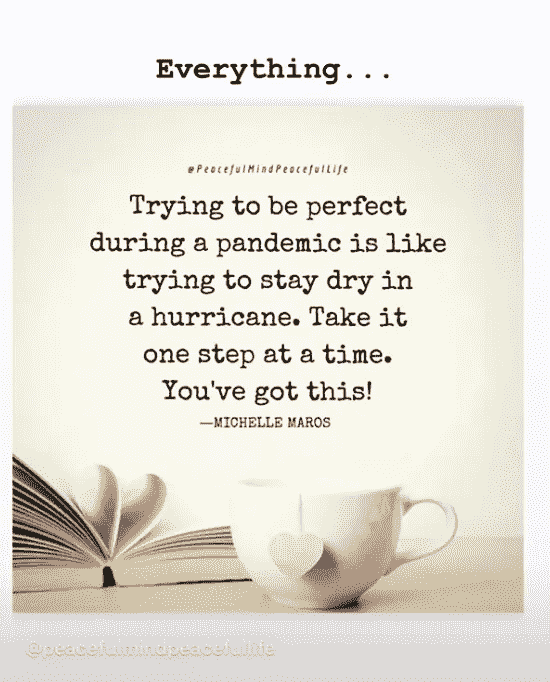 Everything...
@PeacefulMindPeacefulLife
Trying to be perfect
during a pandemic is like
trying to stay dry in
a hurricane. Take it
one step at a time.
You've got this!
—MICHELLE MAROS
@peacefulmindpeacefullife